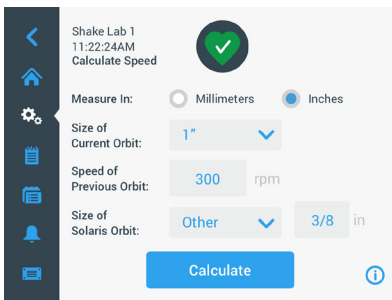 Shake Lab 1
11:22:24AM
Calculate Speed
Measure In: Millimeters Inches
Size of
Current Orbit: 1"
Speed of
Previous Orbit: 300 rpm
Size of
Solaris Orbit: Other 3/8 in
Calculate